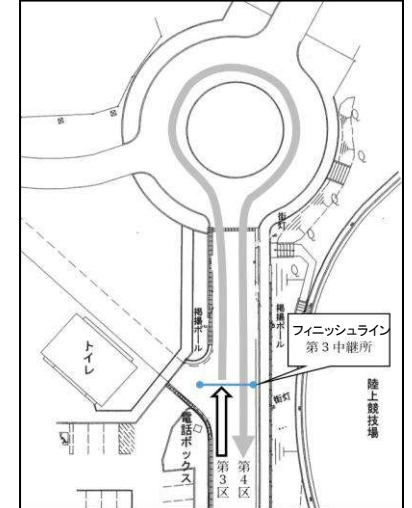 街灯
掲揚ポール
掲揚ポール
フィニッシュライン
第3中継所
トイレ
街灯
陸上競技場
電話ボックス
第3区
第4区